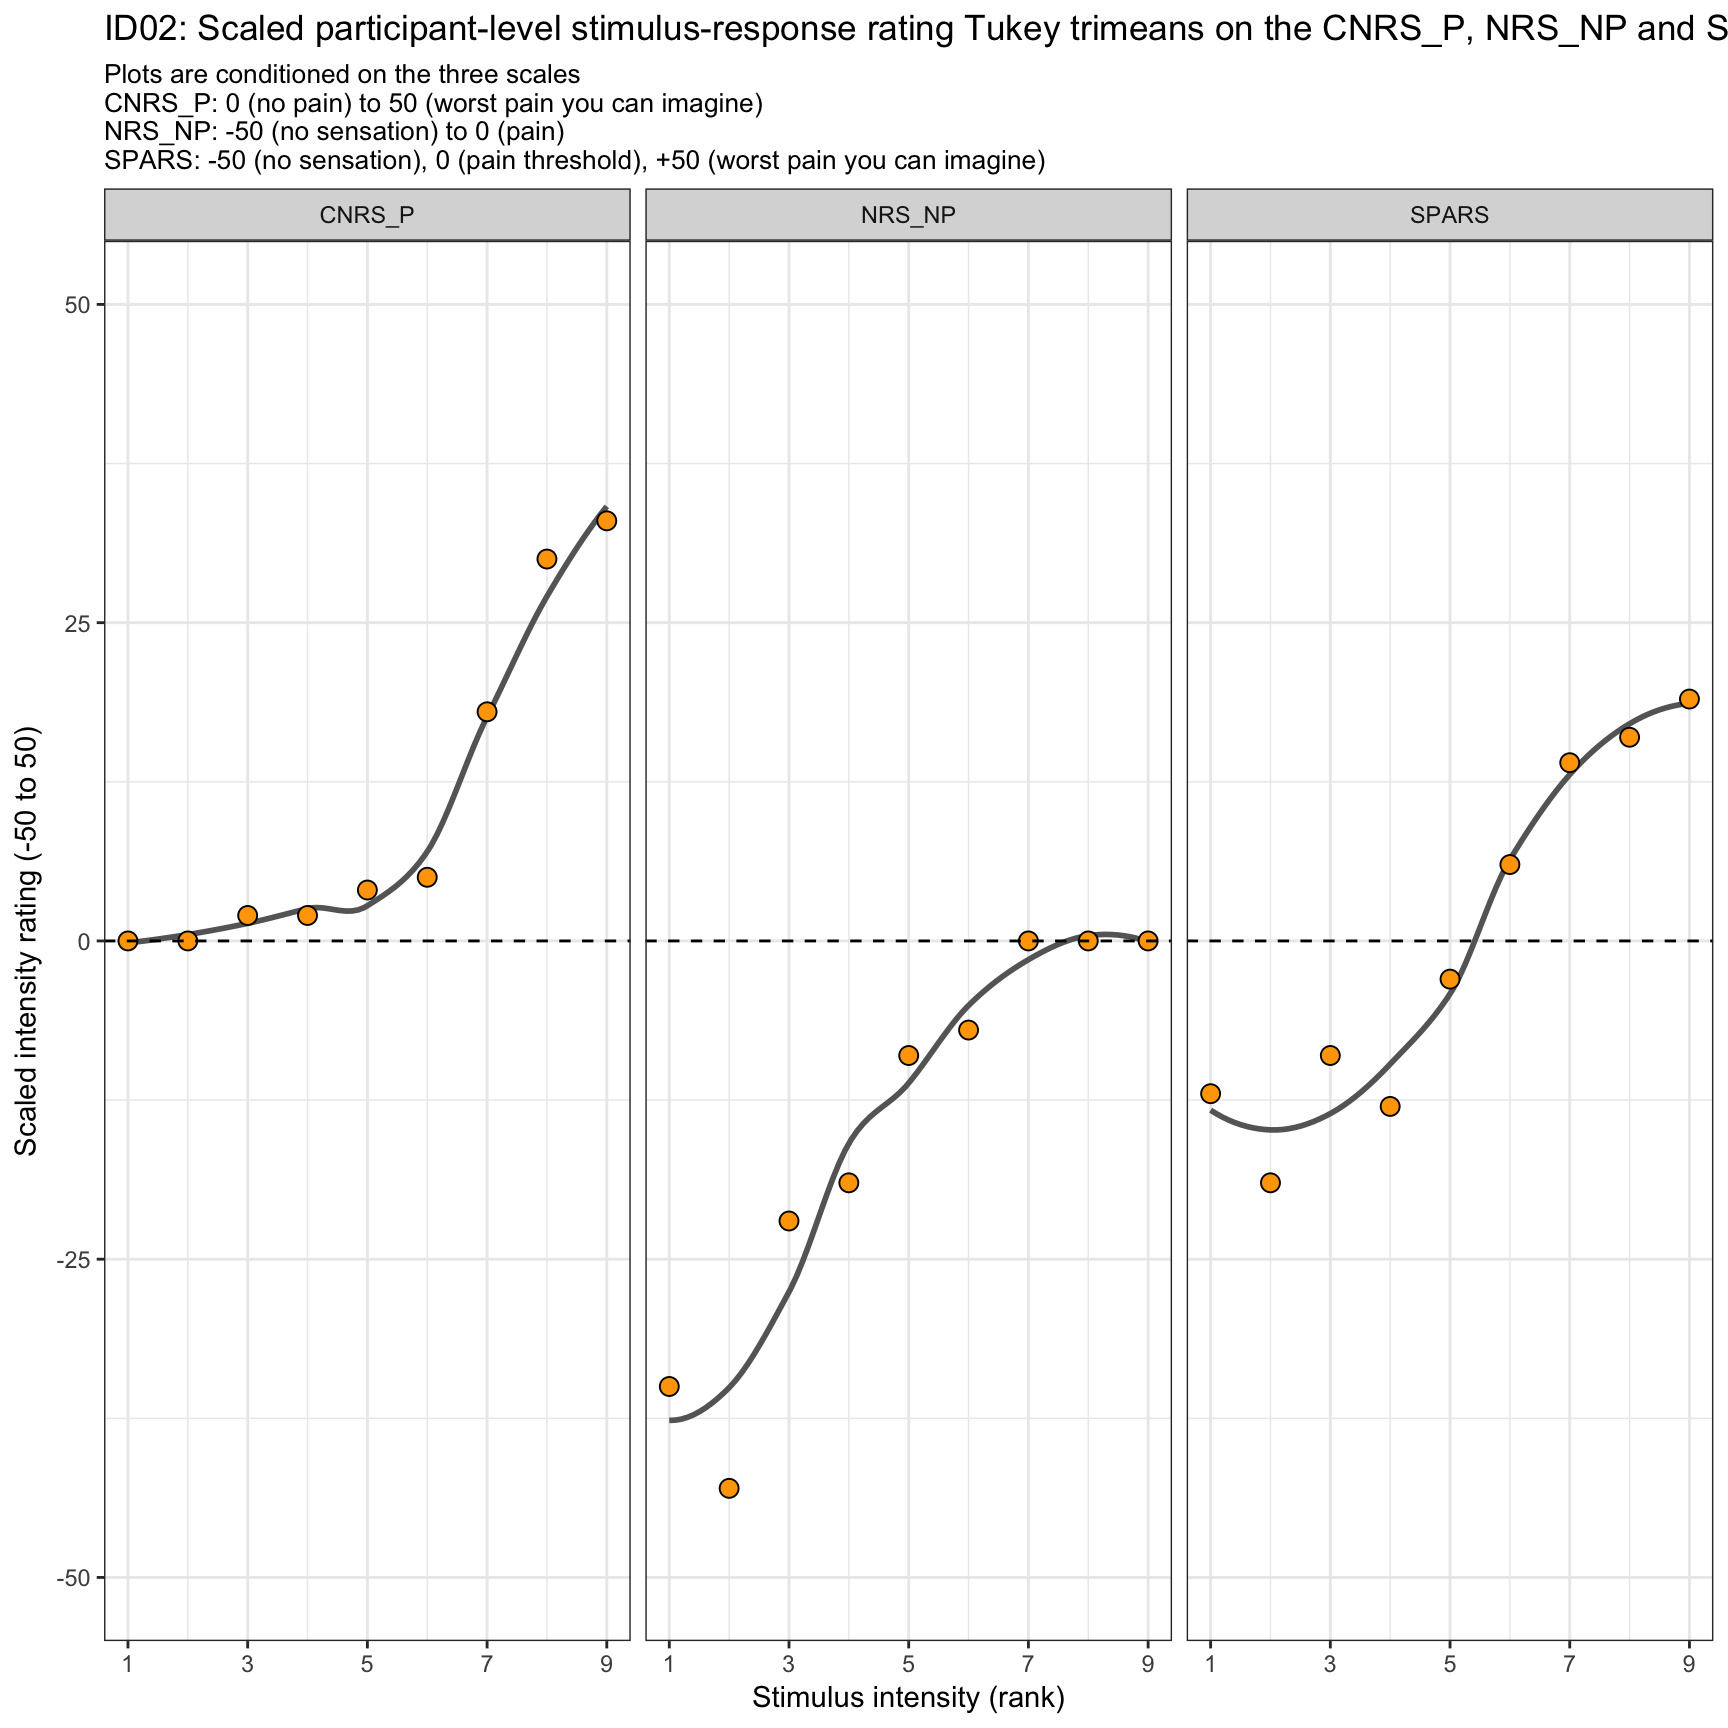 ID02: Scaled participant-level stimulus-response rating Tukey trimeans on the CNRS_P, NRS_NP and S
Plots are conditioned on the three scales
CNRS_P: 0 (no pain) to 50 (worst pain you can imagine)
NRS_NP: -50 (no sensation) to 0 (pain)
SPARS: -50 (no sensation), 0 (pain threshold), +50 (worst pain you can imagine)
CNRS_P NRS_NP SPARS
50
25
0
-25
-50
Scaled intensity rating (-50 to 50)
1 3 5 7 9 1 3 5 7 9 1 3 5 7 9
Stimulus intensity (rank)